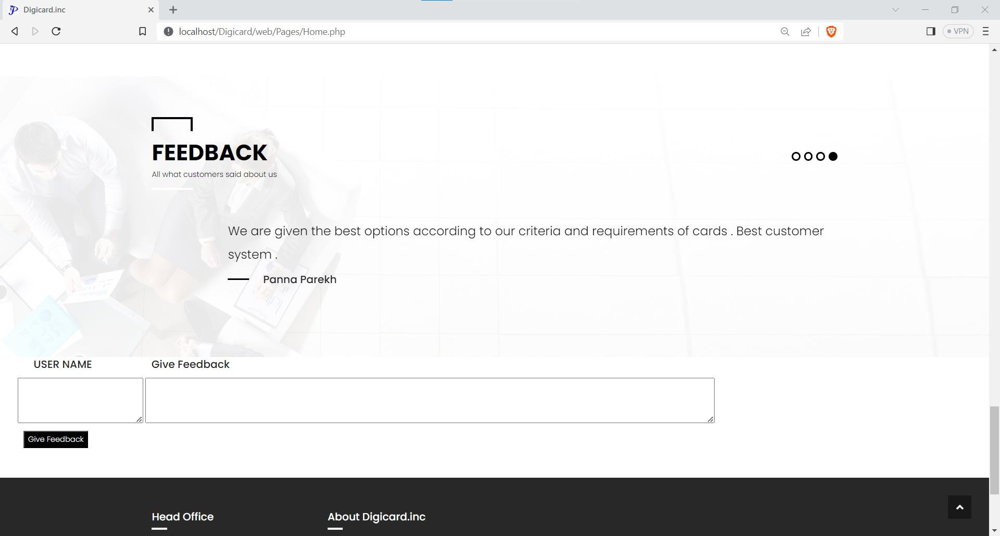 Digicard.inc
localhost/Digicard/web/Pages/Home.php
VPN
FEEDBACK
All what customers said about us
We are given the best options according to our criteria and requirements of cards . Best customer
system .
Panna Parekh
USER NAME
Give Feedback
Give Feedback
Head Office
About Digicard.inc